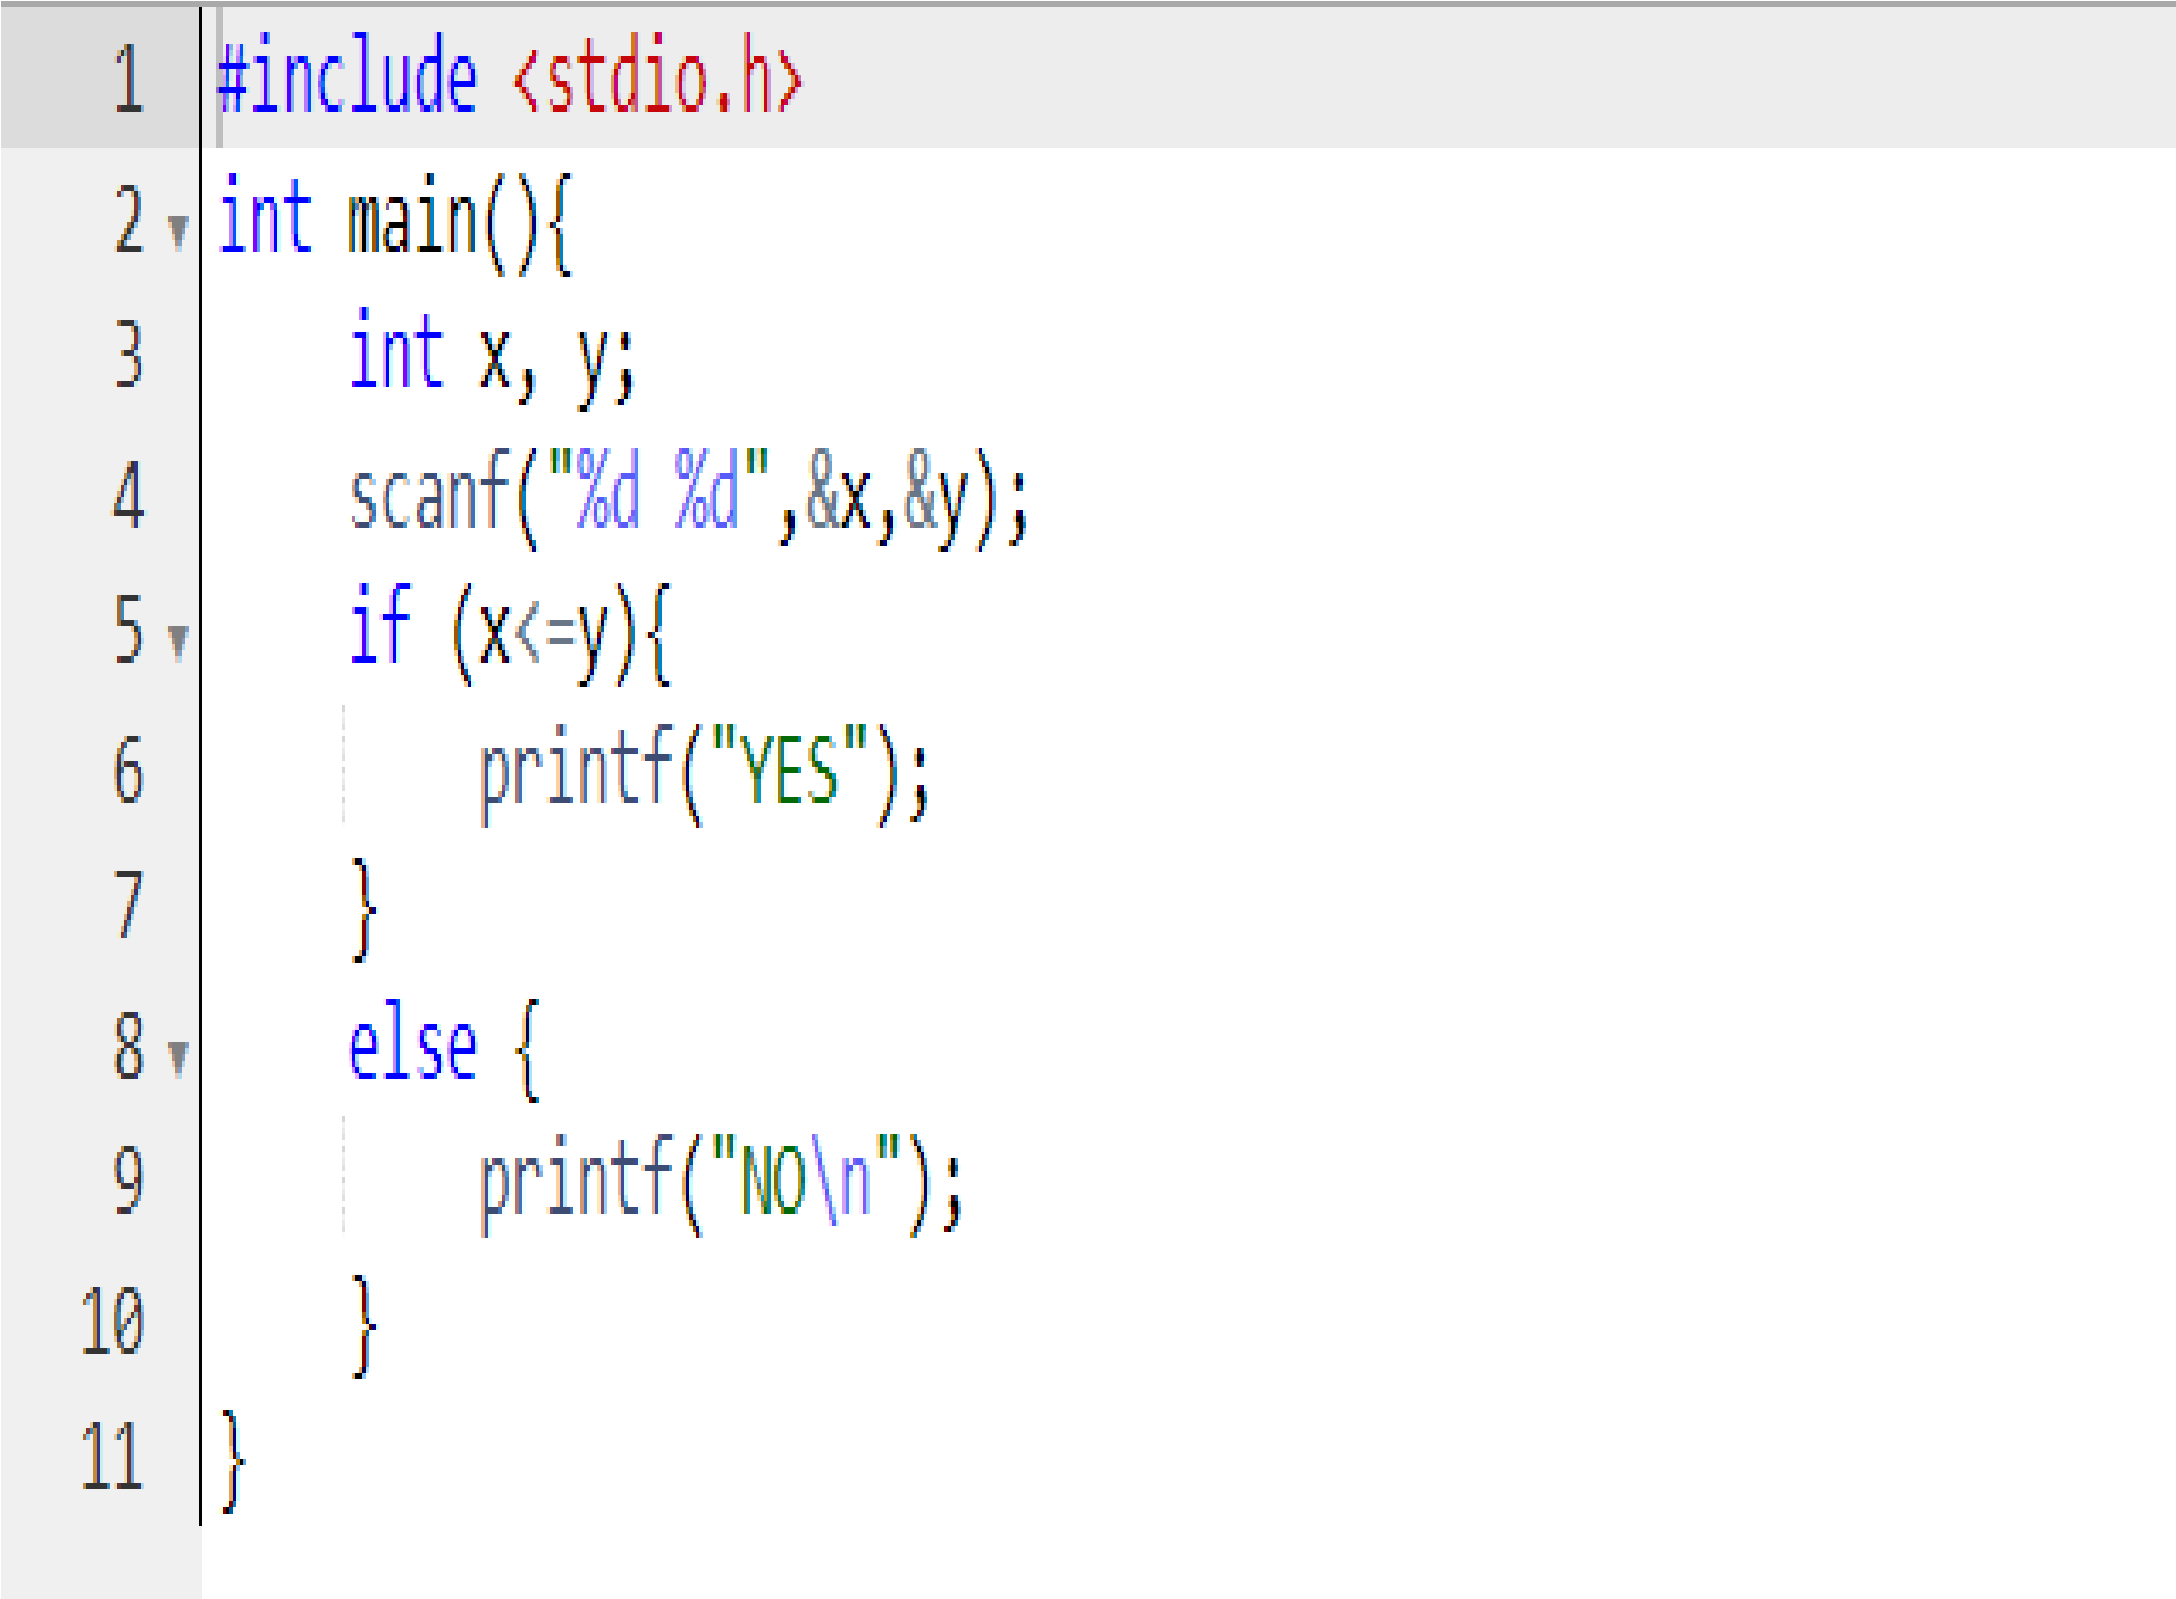 1 #include <stdio.h>
2 int main(){
3     int x, y;
4     scanf("%d %d",&x,&y);
5     if (x<=y){
6         printf("YES");
7     }
8     else {
9         printf("NO\n");
10     }
11 }